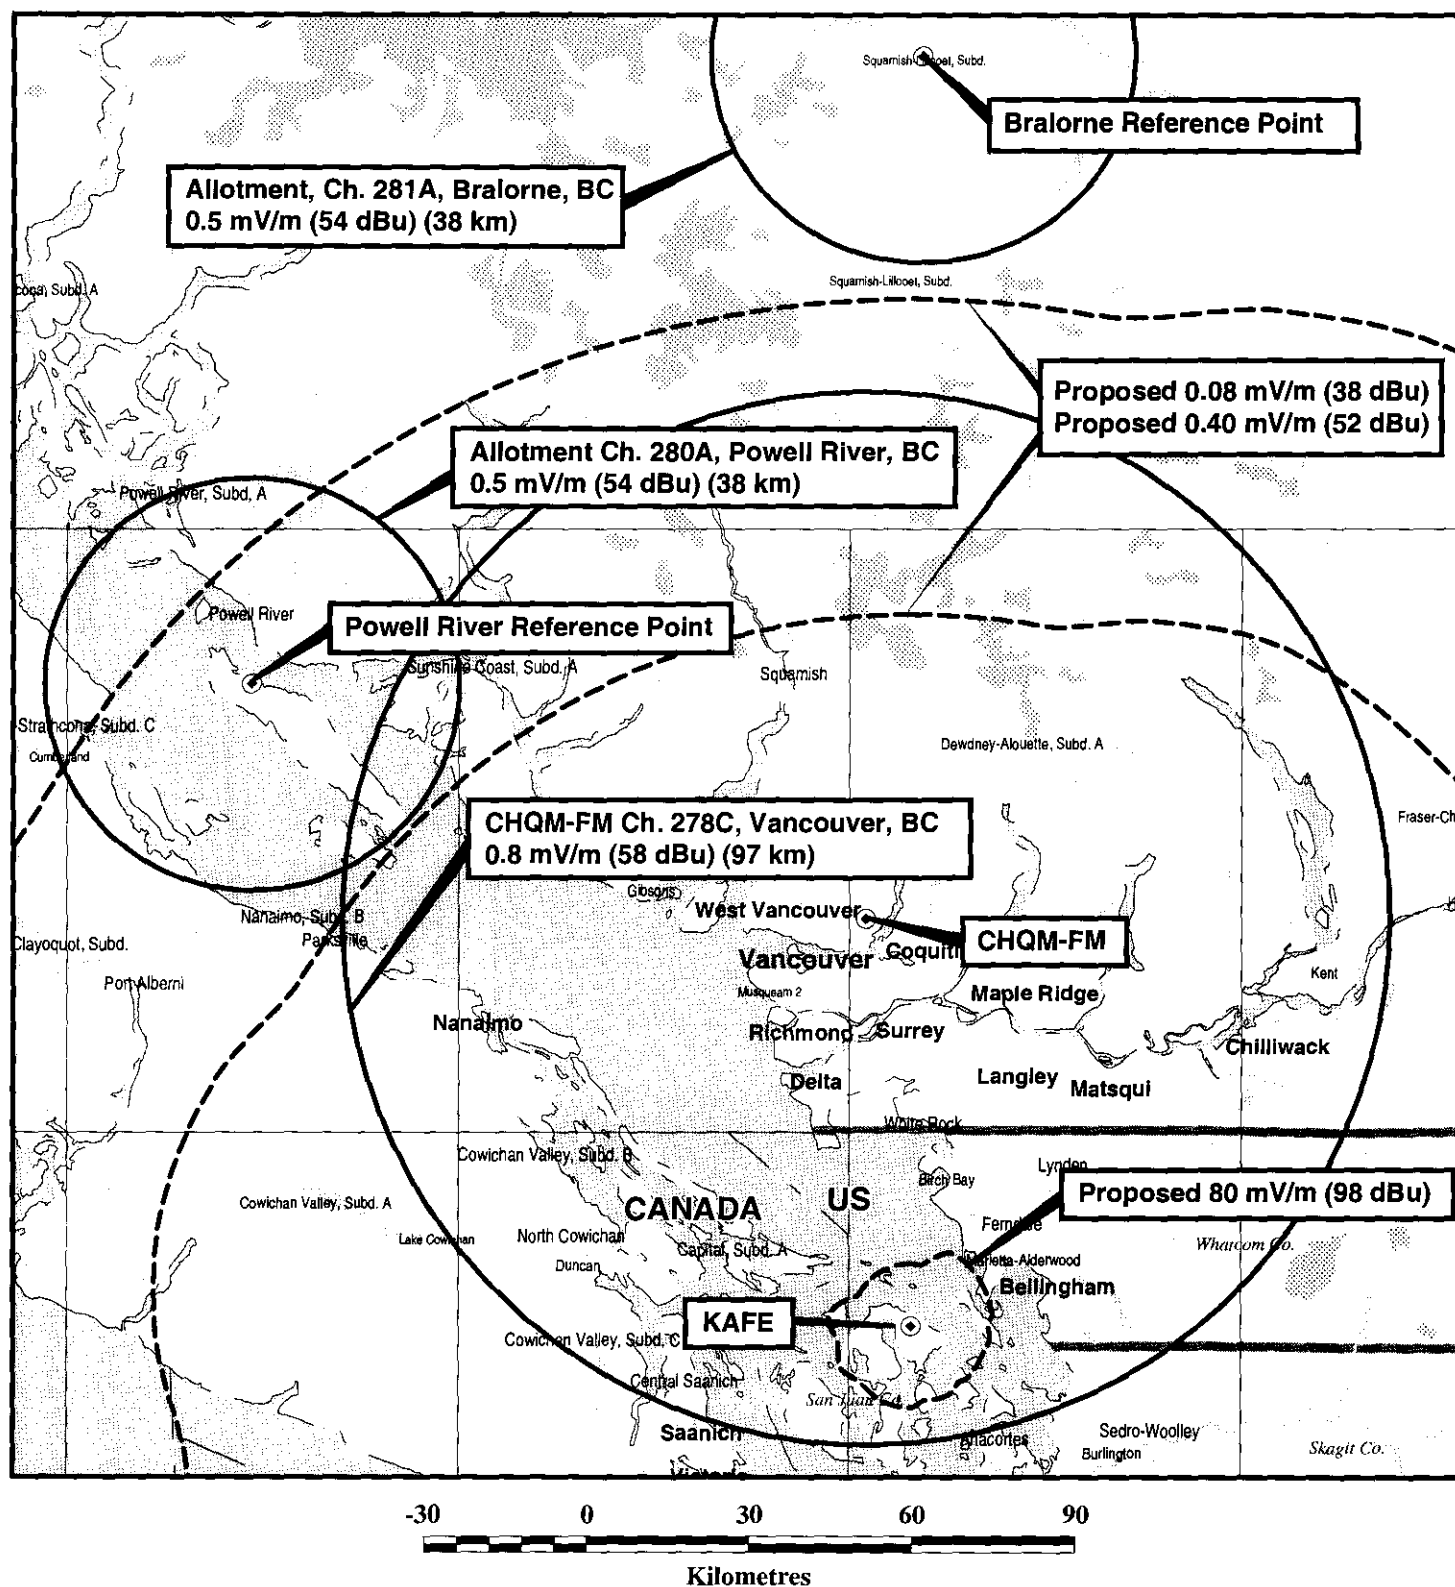 Squamish-Lillooet, Subd.
Bralorne Reference Point
Allotment, Ch. 281A, Bralorne, BC
0.5 mV/m (54 dBu) (38 km)
Subd. A
Squamish-Lillooet, Subd.
Proposed 0.08 mV/m (38 dBu)
Proposed 0.40 mV/m (52 dBu)
Allotment Ch. 280A, Powell River, BC
0.5 mV/m (54 dBu) (38 km)
Powell River, Subd. A
Powell River
Powell River Reference Point
Sunshine Coast, Subd. A
Squamish
Strathcona, Subd. C
Cumberland
Dewdney-Alouette, Subd. A
CHQM-FM Ch. 278C, Vancouver, BC
0.8 mV/m (58 dBu) (97 km)
Fraser-Ch
Gibsons
West Vancouver
Nanaimo, Subd. B
Parksville
CHQM-FM
Clayoquot, Subd.
Vancouver
Coquitl
Port Alberni
Kent
Musqueam 2
Maple Ridge
Nanaimo
Richmond
Surrey
Chilliwack
Delta
Langley
Matsqui
White Rock
Cowichan Valley, Subd. B
Lynden
Birch Bay
Proposed 80 mV/m (98 dBu)
Cowichan Valley, Subd. A
CANADA
US
Ferndale
Lake Cowichan
North Cowichan
Capital, Subd. A
Whatcom Co.
Duncan
Marietta-Alderwood
Bellingham
KAFE
Cowichan Valley, Subd. C
Central Saanich
San Juan Co.
Saanich
Anacortes
Sedro-Woolley
Burlington
Skagit Co.
Victoria
-30 0 30 60 90
Kilometres